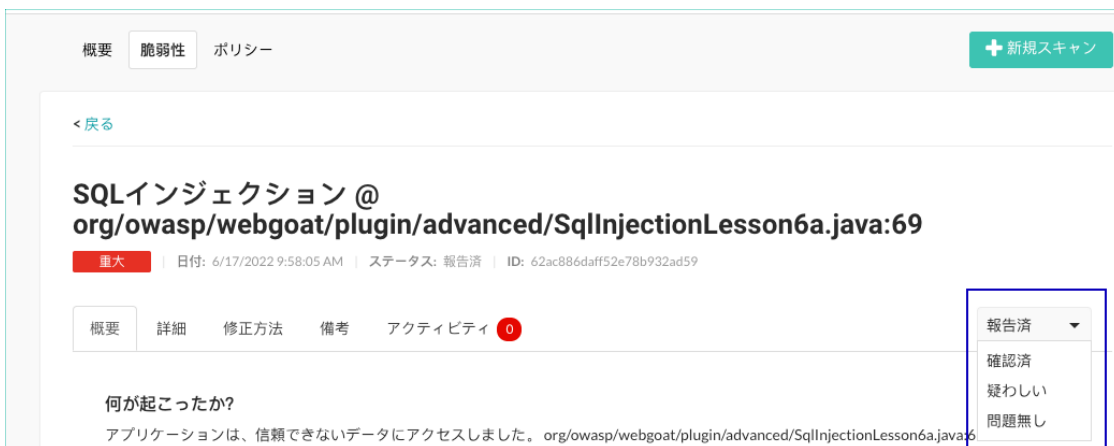 概要 脆弱性 ポリシー 新規スキャン
< 戻る
SQLインジェクション @
org/owasp/webgoat/plugin/advanced/SqlInjectionLesson6a.java:69
重大 日付: 6/17/2022 9:58:05 AM ステータス: 報告済 ID: 62ac886daff52e78b932ad59
概要 詳細 修正方法 備考 アクティビティ 0 報告済
確認済
疑わしい
何が起こったか?
問題無し
アプリケーションは、信頼できないデータにアクセスしました。 org/owasp/webgoat/plugin/advanced/SqlInjectionLesson6a.java:6